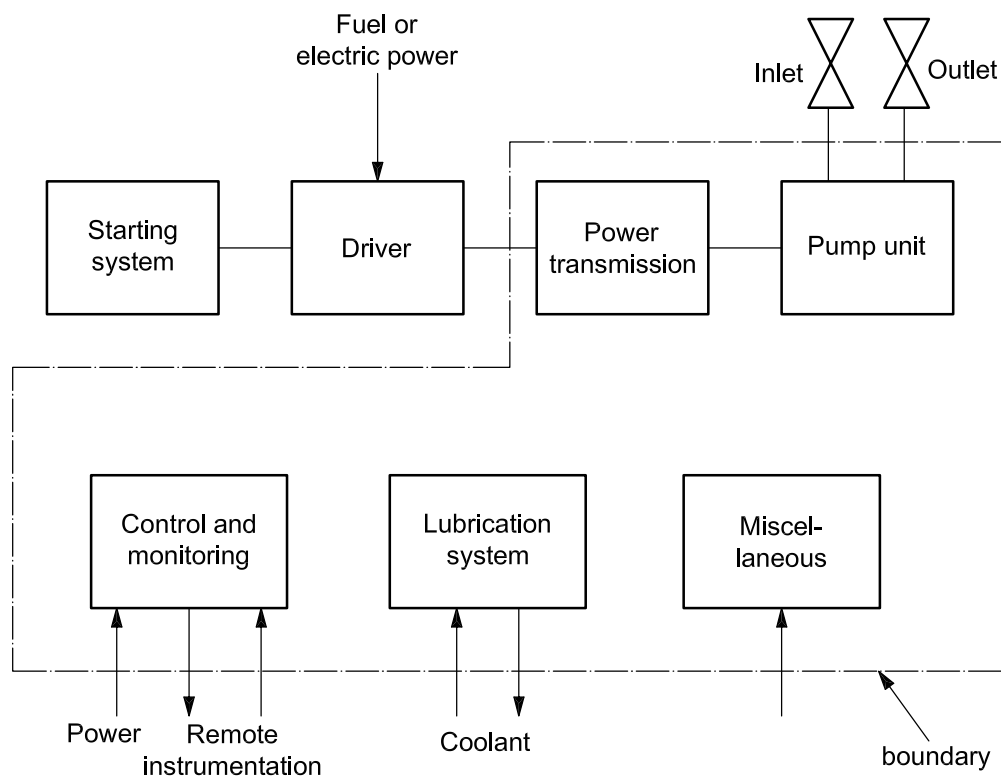 Fuel or
electric power
Inlet
Outlet
Starting
system
Driver
Power
transmission
Pump unit
Control and
monitoring
Lubrication
system
Miscel-
laneous
Power
Remote
instrumentation
Coolant
boundary